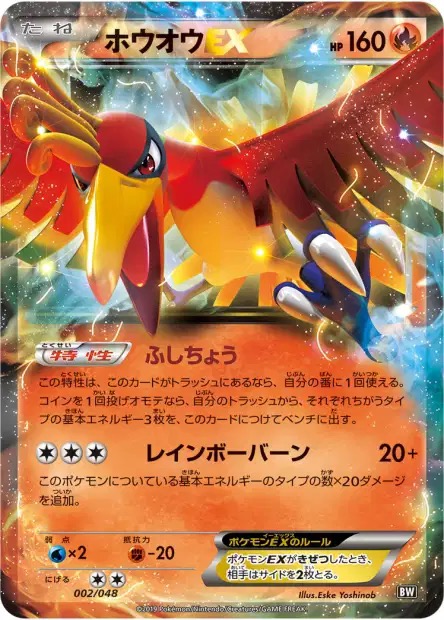 たね ホウオウEX HP160
とくせい
特性 ふしちょう
この特性は、このカードがトラッシュにあるなら、自分の番に1回使える。
コインを1回投げオモテなら、自分のトラッシュから、それぞれちがうタイ
プの基本エネルギー3枚を、このカードにつけてベンチに出す。
レインボーバーン 20+
このポケモンについている基本エネルギーのタイプの数×20ダメージ
を追加。
弱点 抵抗力
×2 -20
にげる
002/048
ポケモンEXのルール
ポケモンEXがきぜつしたとき、
相手はサイドを2枚とる。
BW
Illus.Eske Yoshinob
©2019 Pokémon/Nintendo/Creatures/GAME FREAK